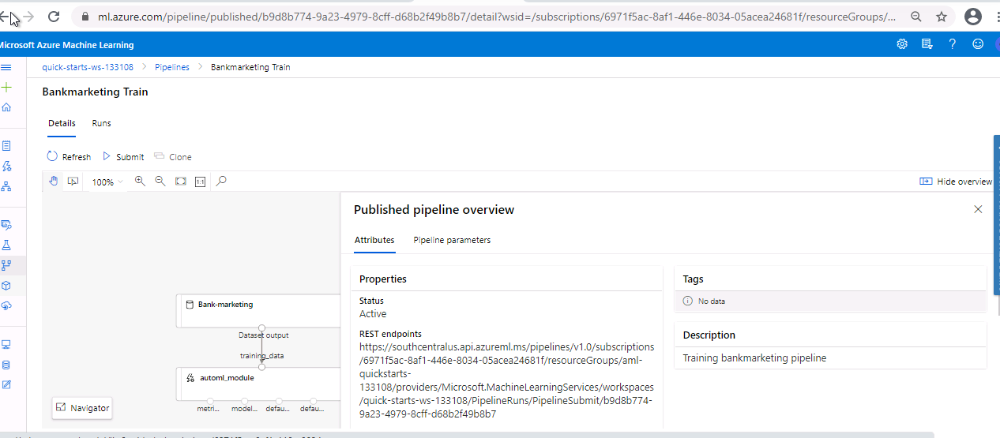 ml.azure.com/pipeline/published/b9d8b774-9a23-4979-8cff-d68b2f49b8b7/detail?wsid=/subscriptions/6971f5ac-8af1-446e-8034-05acea24681f/resourceGroups/...
Microsoft Azure Machine Learning
quick-starts-ws-133108 > Pipelines > Bankmarketing Train
Bankmarketing Train
Details Runs
Refresh Submit Clone
100% 1:1 Hide overview
Published pipeline overview
Attributes Pipeline parameters
Properties
Status
Active
REST endpoints
https://southcentralus.api.azureml.ms/pipelines/v1.0/subscriptions
/6971f5ac-8af1-446e-8034-05acea24681f/resourceGroups/aml-
quickstarts-
133108/providers/Microsoft.MachineLearningServices/workspaces
/quick-starts-ws-133108/PipelineRuns/PipelineSubmit/b9d8b774-
9a23-4979-8cff-d68b2f49b8b7
Tags
No data
Description
Training bankmarketing pipeline
Bank-marketing
Dataset output
training_data
automl_module
metri... model... defau... defau...
Navigator